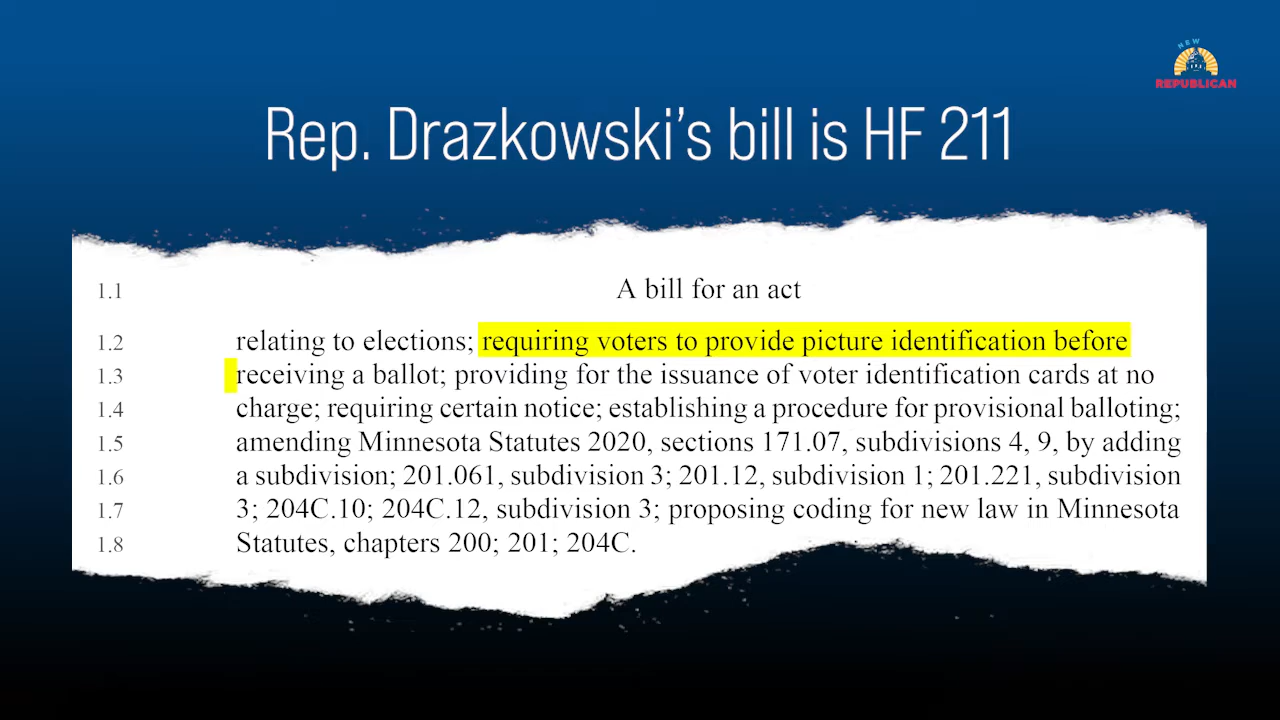 NEW
REPUBLICAN
Rep. Drazkowski's bill is HF 211
1.1 A bill for an act
1.2 relating to elections; requiring voters to provide picture identification before
1.3 receiving a ballot; providing for the issuance of voter identification cards at no
1.4 charge; requiring certain notice; establishing a procedure for provisional balloting;
1.5 amending Minnesota Statutes 2020, sections 171.07, subdivisions 4, 9, by adding
1.6 a subdivision; 201.061, subdivision 3; 201.12, subdivision 1; 201.221, subdivision
1.7 3; 204C.10; 204C.12, subdivision 3; proposing coding for new law in Minnesota
1.8 Statutes, chapters 200; 201; 204C.